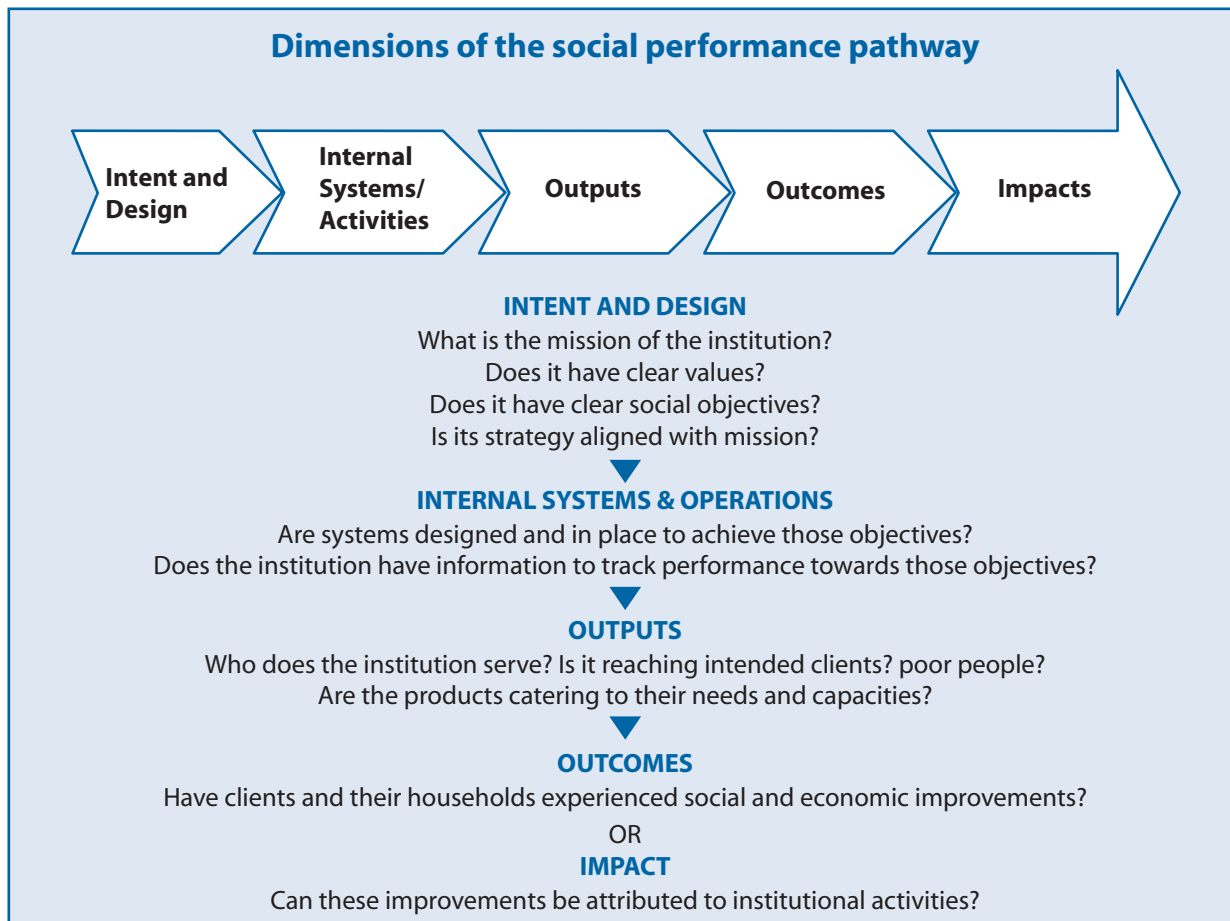 Dimensions of the social performance pathway
Intent and
Design
Internal
Systems/
Activities
Outputs
Outcomes
Impacts
INTENT AND DESIGN
What is the mission of the institution?
Does it have clear values?
Does it have clear social objectives?
Is its strategy aligned with mission?
INTERNAL SYSTEMS & OPERATIONS
Are systems designed and in place to achieve those objectives?
Does the institution have information to track performance towards those objectives?
OUTPUTS
Who does the institution serve? Is it reaching intended clients? poor people?
Are the products catering to their needs and capacities?
OUTCOMES
Have clients and their households experienced social and economic improvements?
OR
IMPACT
Can these improvements be attributed to institutional activities?